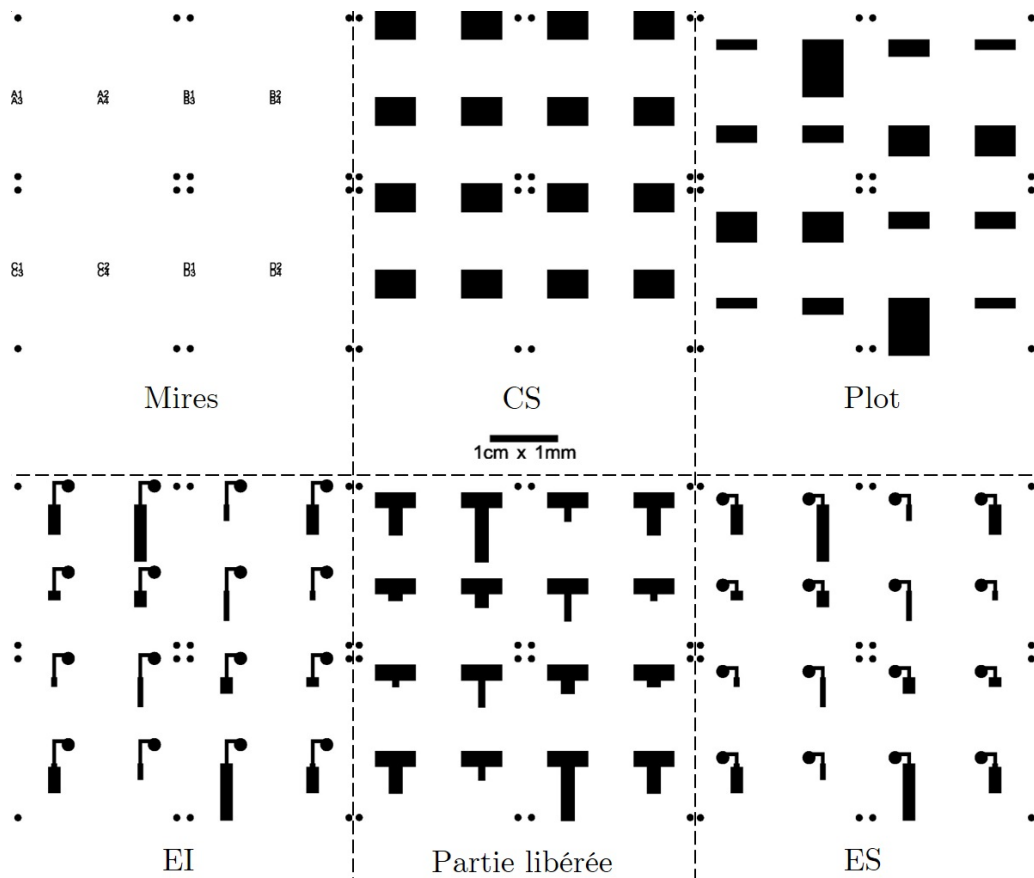 A1 A2 B1 B2
A3 A4 B3 B4
C1 C2 D1 D2
C3 C4 D3 D4
Mires CS Plot
1cm x 1mm
EI Partie libérée ES